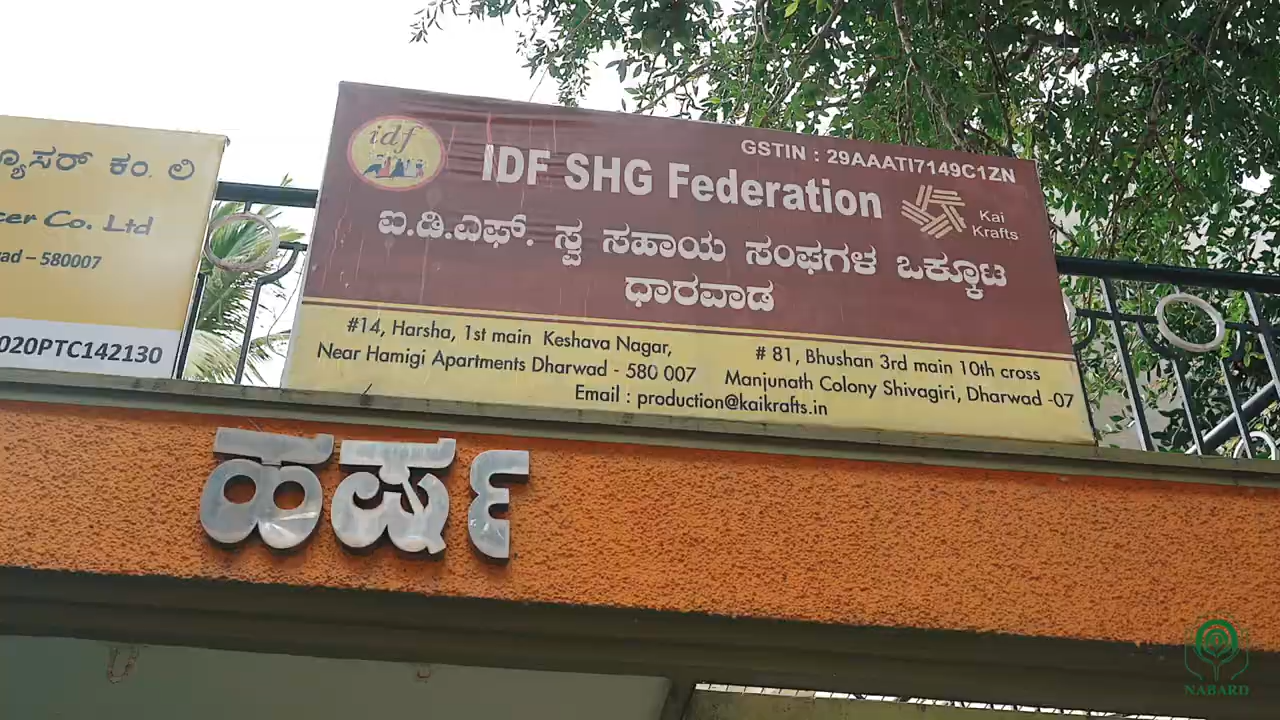 ್ಯೂಸರ್ ಕಂ. ಲಿ
cer Co. Ltd
ad – 580007
020PTC142130
idf
GSTIN : 29AAATI7149C1ZN
IDF SHG Federation
Kai
Krafts
ಐ.ಡಿ.ಎಫ್. ಸ್ವ ಸಹಾಯ ಸಂಘಗಳ ಒಕ್ಕೂಟ
ಧಾರವಾಡ
#14, Harsha, 1st main Keshava Nagar,
Near Hamigi Apartments Dharwad - 580 007
# 81, Bhushan 3rd main 10th cross
Manjunath Colony Shivagiri, Dharwad -07
Email : production@kaikrafts.in
ಹರ್ಷ
NABARD